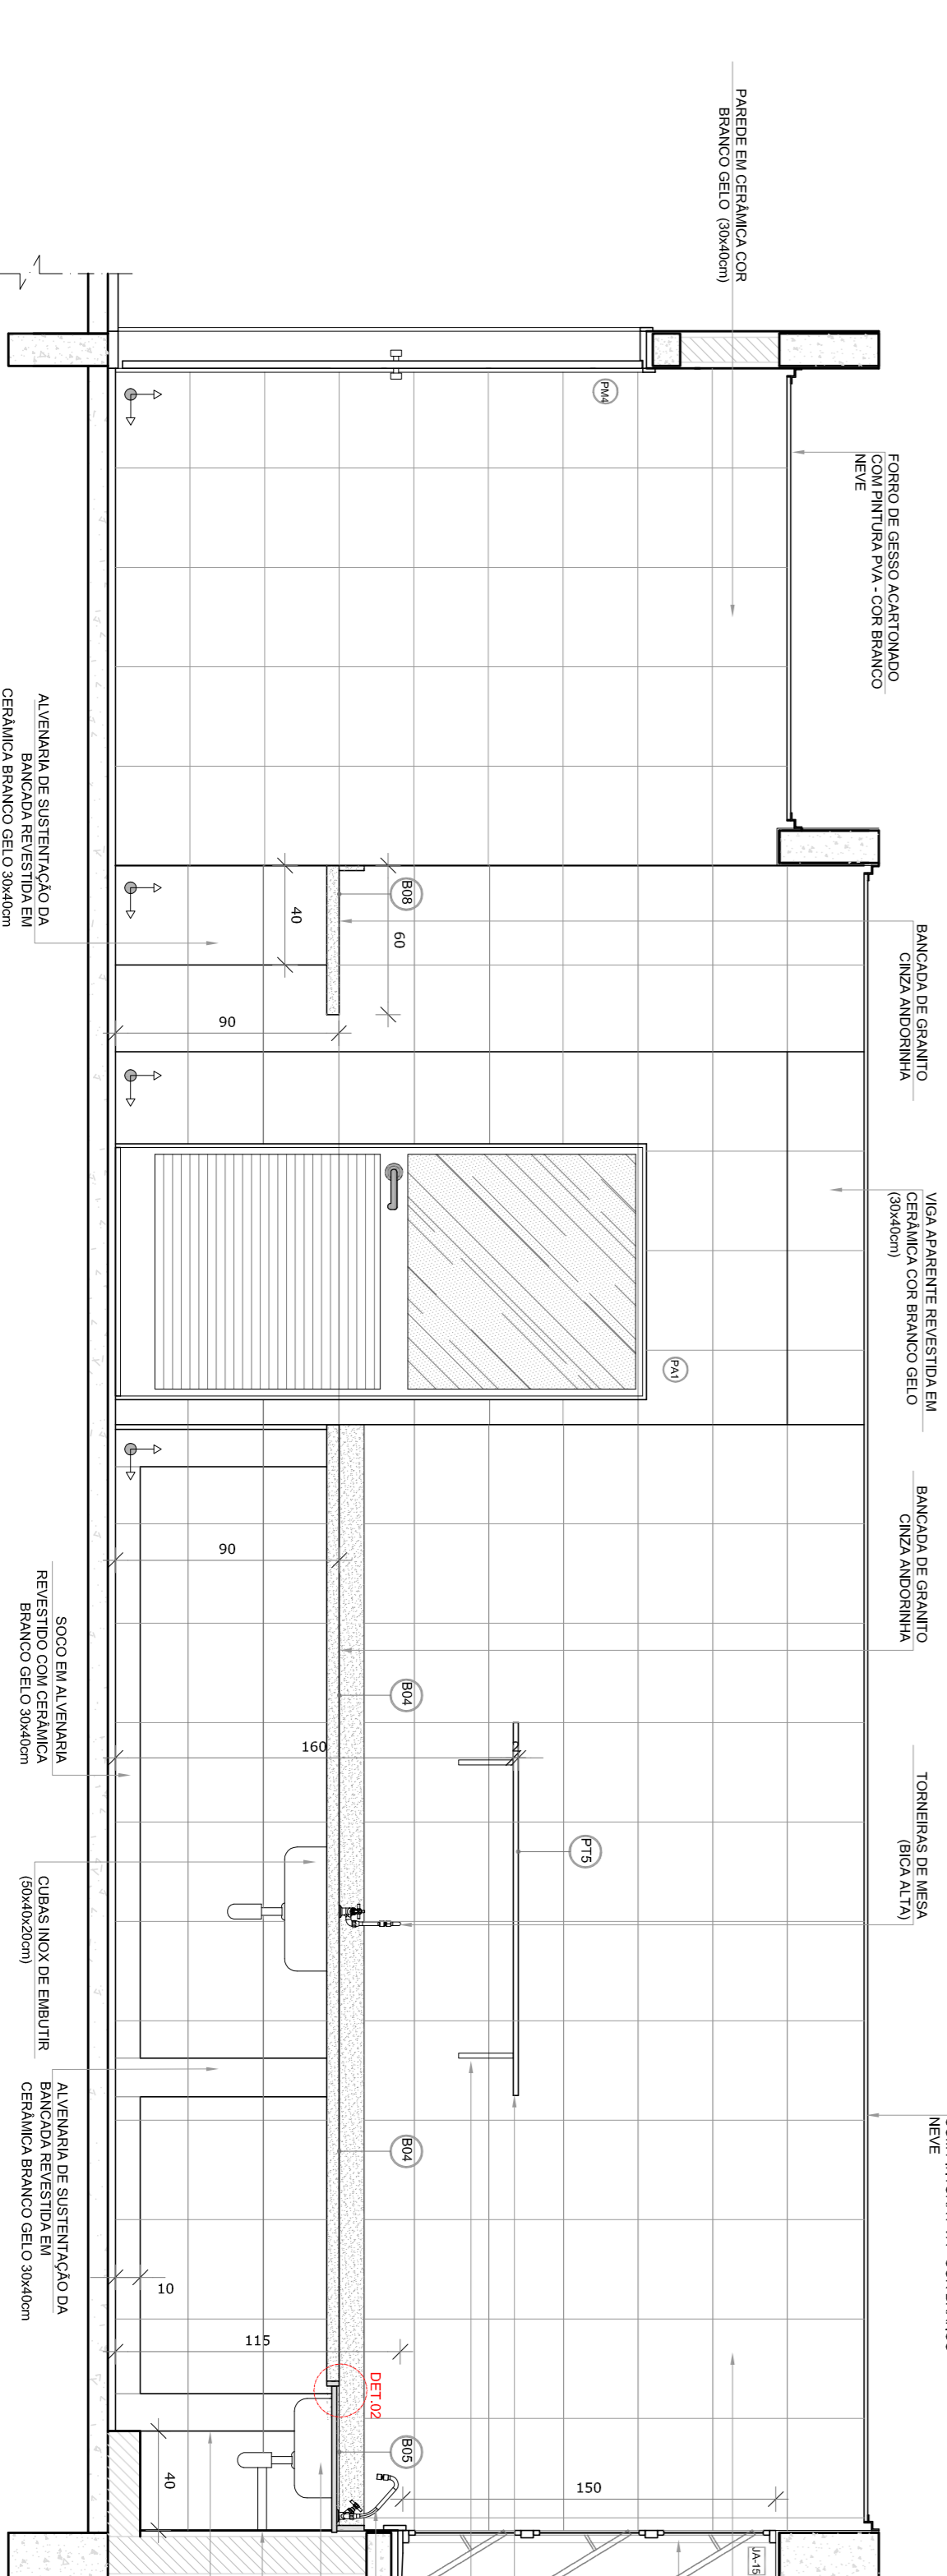 PAREDE EM CERÂMICA COR
BRANCO GELO (30x40cm)
FORRO DE GESSO ACARTONADO
COM PINTURA PVA - COR BRANCO
NEVE
BANCADA DE GRANITO
CINZA ANDORINHA
VIGA APARENTE REVESTIDA EM
CERÂMICA COR BRANCO GELO
(30x40cm)
BANCADA DE GRANITO
CINZA ANDORINHA
TORNEIRAS DE MESA
(BICA ALTA)
NEVE
PM4
B08
60
40
90
PA1
90
B04
160
2
PT5
B04
10
115
DET.02
B05
40
150
JA-15
ALVENARIA DE SUSTENTAÇÃO DA
BANCADA REVESTIDA EM
CERÂMICA BRANCO GELO 30x40cm
SOCO EM ALVENARIA
REVESTIDO COM CERÂMICA
BRANCO GELO 30x40cm
CUBAS INOX DE EMBUTIR
(50x40x20cm)
ALVENARIA DE SUSTENTAÇÃO DA
BANCADA REVESTIDA EM
CERÂMICA BRANCO GELO 30x40cm